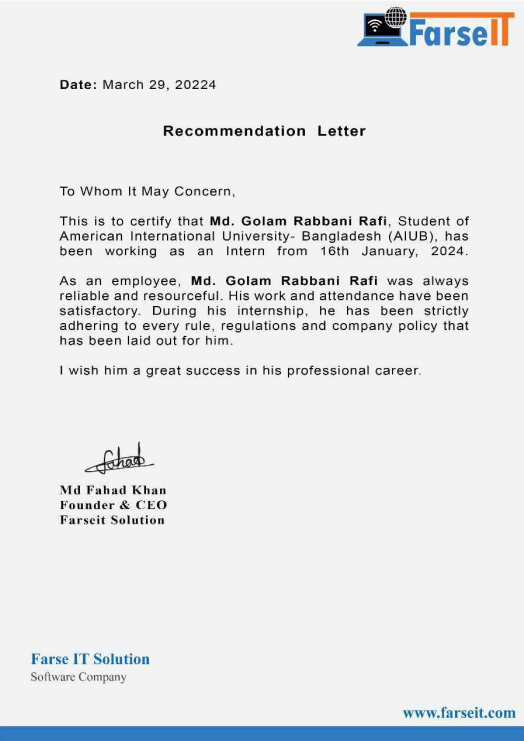 FarseIT
Date: March 29, 20224
Recommendation Letter
To Whom It May Concern,
This is to certify that Md. Golam Rabbani Rafi, Student of
American International University- Bangladesh (AIUB), has
been working as an Intern from 16th January, 2024.
As an employee, Md. Golam Rabbani Rafi was always
reliable and resourceful. His work and attendance have been
satisfactory. During his internship, he has been strictly
adhering to every rule, regulations and company policy that
has been laid out for him.
I wish him a great success in his professional career.
Fahad
Md Fahad Khan
Founder & CEO
Farseit Solution
Farse IT Solution
Software Company
www.farseit.com